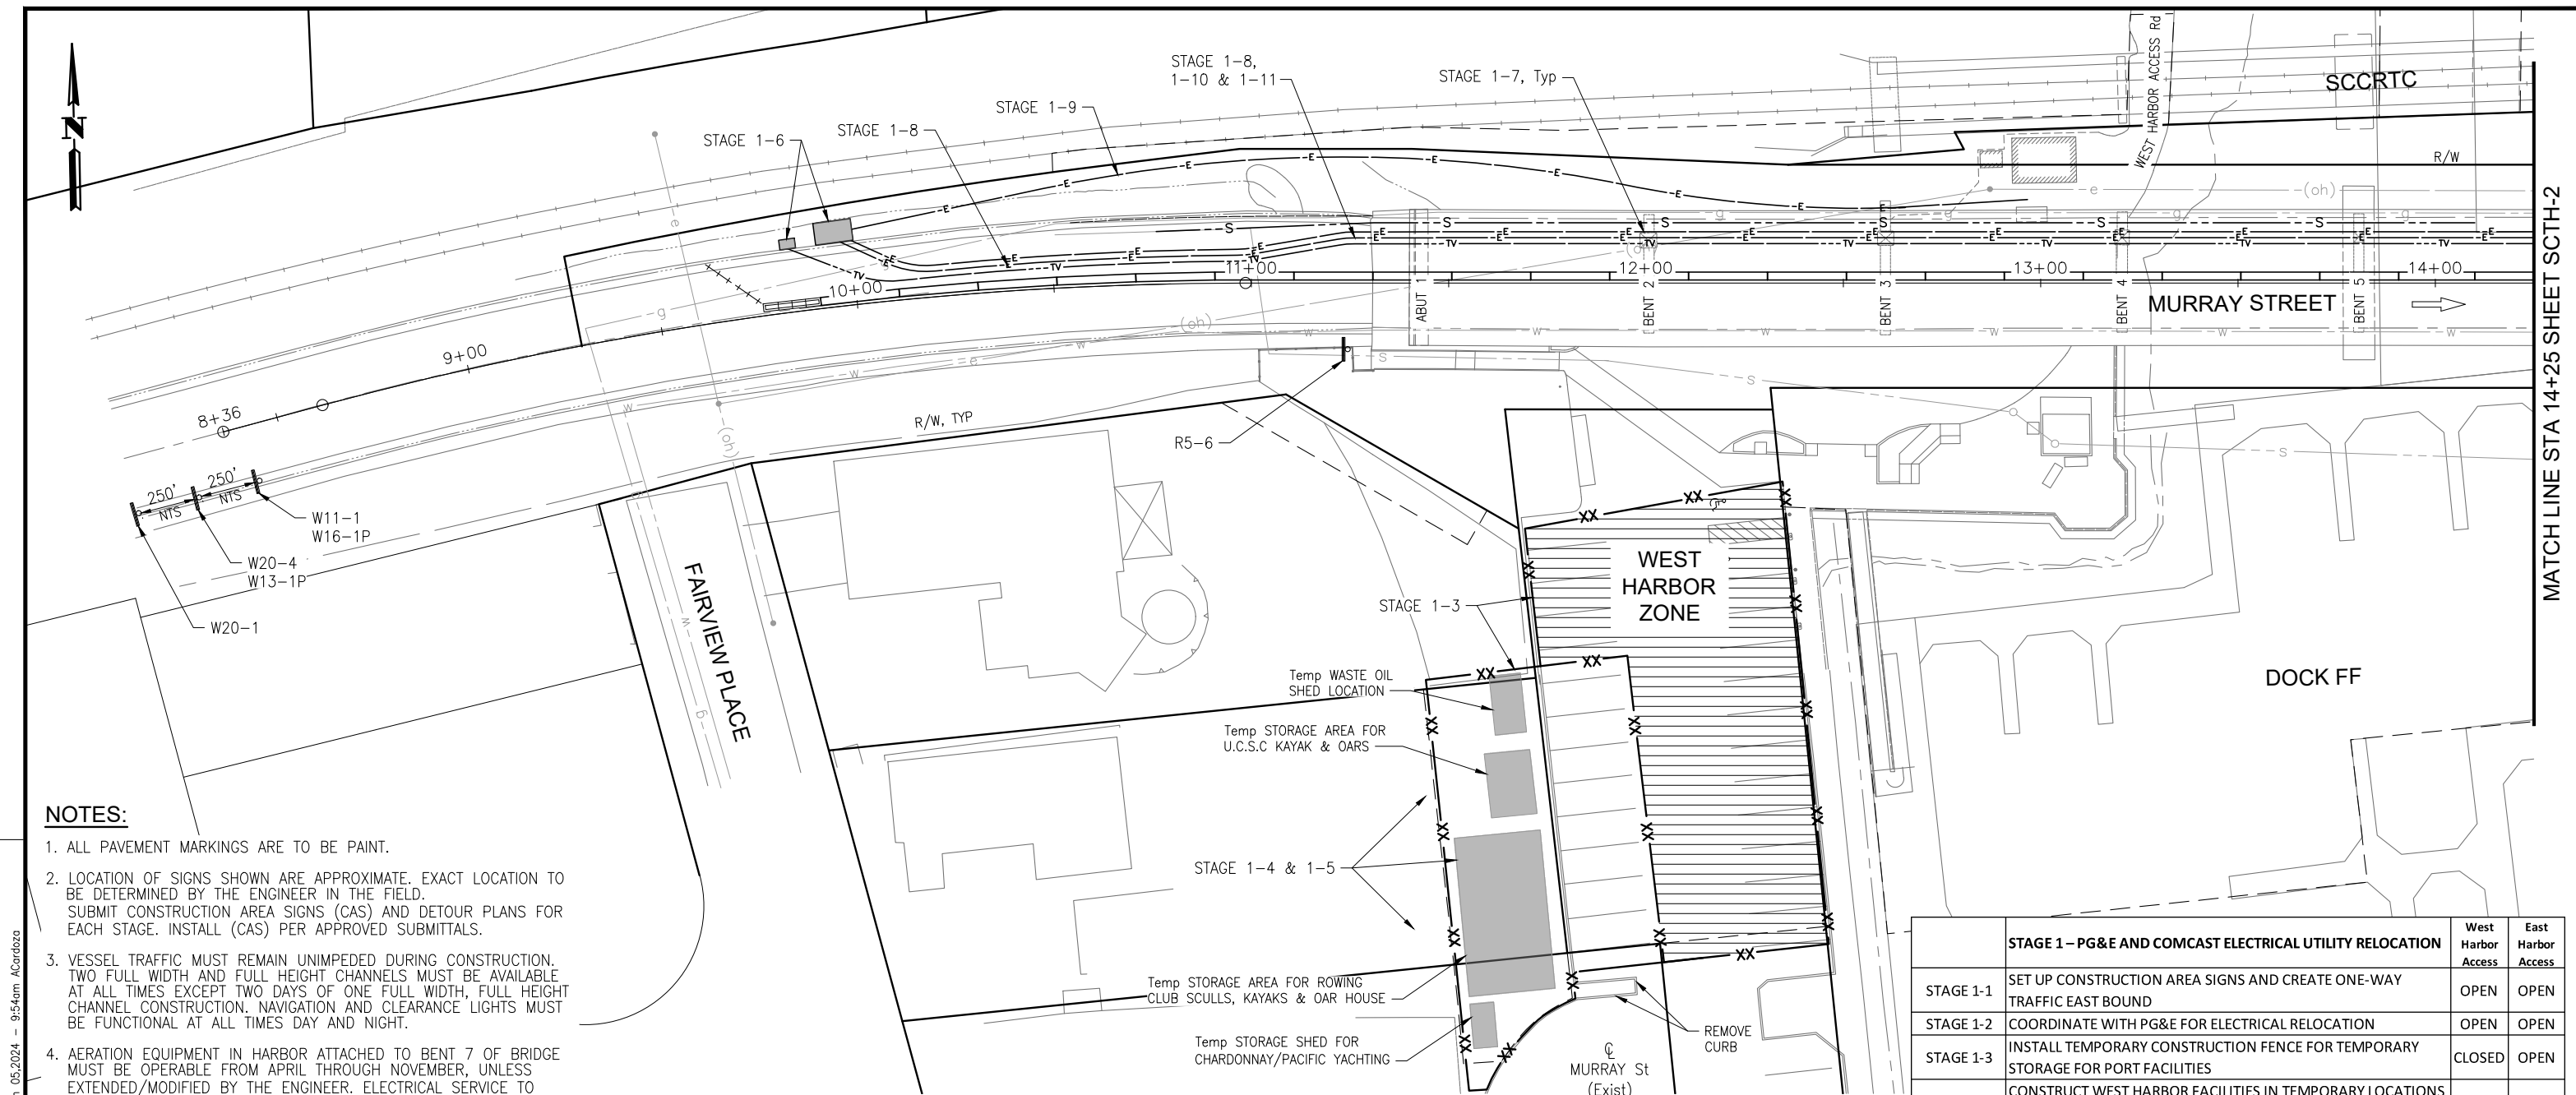 N
STAGE 1-8,
1-10 & 1-11
STAGE 1-7, Typ
STAGE 1-9
STAGE 1-8
STAGE 1-6
SCCRTC
WEST HARBOR ACCESS Rd
R/W
(oh)
e
g
S
E
TV
8+36
9+00
10+00
11+00
12+00
13+00
14+00
ABUT 1
BENT 2
BENT 3
BENT 4
BENT 5
MURRAY STREET
MATCH LINE STA 14+25 SHEET SCTH-2
(oh)
w
e
R/W, TYP
R5-6
S
250'
NTS
250'
NTS
W11-1
W16-1P
W20-4
W13-1P
W20-1
FAIRVIEW PLACE
XX
WEST
HARBOR
ZONE
STAGE 1-3
Temp WASTE OIL
SHED LOCATION
Temp STORAGE AREA FOR
U.C.S.C KAYAK & OARS
STAGE 1-4 & 1-5
Temp STORAGE AREA FOR ROWING
CLUB SCULLS, KAYAKS & OAR HOUSE
Temp STORAGE SHED FOR
CHARDONNAY/PACIFIC YACHTING
REMOVE
CURB
℄
MURRAY St
(Exist)
DOCK FF
NOTES:
1. ALL PAVEMENT MARKINGS ARE TO BE PAINT.
2. LOCATION OF SIGNS SHOWN ARE APPROXIMATE. EXACT LOCATION TO
BE DETERMINED BY THE ENGINEER IN THE FIELD.
SUBMIT CONSTRUCTION AREA SIGNS (CAS) AND DETOUR PLANS FOR
EACH STAGE. INSTALL (CAS) PER APPROVED SUBMITTALS.
3. VESSEL TRAFFIC MUST REMAIN UNIMPEDED DURING CONSTRUCTION.
TWO FULL WIDTH AND FULL HEIGHT CHANNELS MUST BE AVAILABLE
AT ALL TIMES EXCEPT TWO DAYS OF ONE FULL WIDTH, FULL HEIGHT
CHANNEL CONSTRUCTION. NAVIGATION AND CLEARANCE LIGHTS MUST
BE FUNCTIONAL AT ALL TIMES DAY AND NIGHT.
4. AERATION EQUIPMENT IN HARBOR ATTACHED TO BENT 7 OF BRIDGE
MUST BE OPERABLE FROM APRIL THROUGH NOVEMBER, UNLESS
EXTENDED/MODIFIED BY THE ENGINEER. ELECTRICAL SERVICE TO
05,2024 - 9:54am ACardoza
STAGE 1 – PG&E AND COMCAST ELECTRICAL UTILITY RELOCATION
West Harbor Access
East Harbor Access
STAGE 1-1 SET UP CONSTRUCTION AREA SIGNS AND CREATE ONE-WAY
TRAFFIC EAST BOUND OPEN OPEN
STAGE 1-2 COORDINATE WITH PG&E FOR ELECTRICAL RELOCATION OPEN OPEN
STAGE 1-3 INSTALL TEMPORARY CONSTRUCTION FENCE FOR TEMPORARY
STORAGE FOR PORT FACILITIES CLOSED OPEN
CONSTRUCT WEST HARBOR FACILITIES IN TEMPORARY LOCATIONS